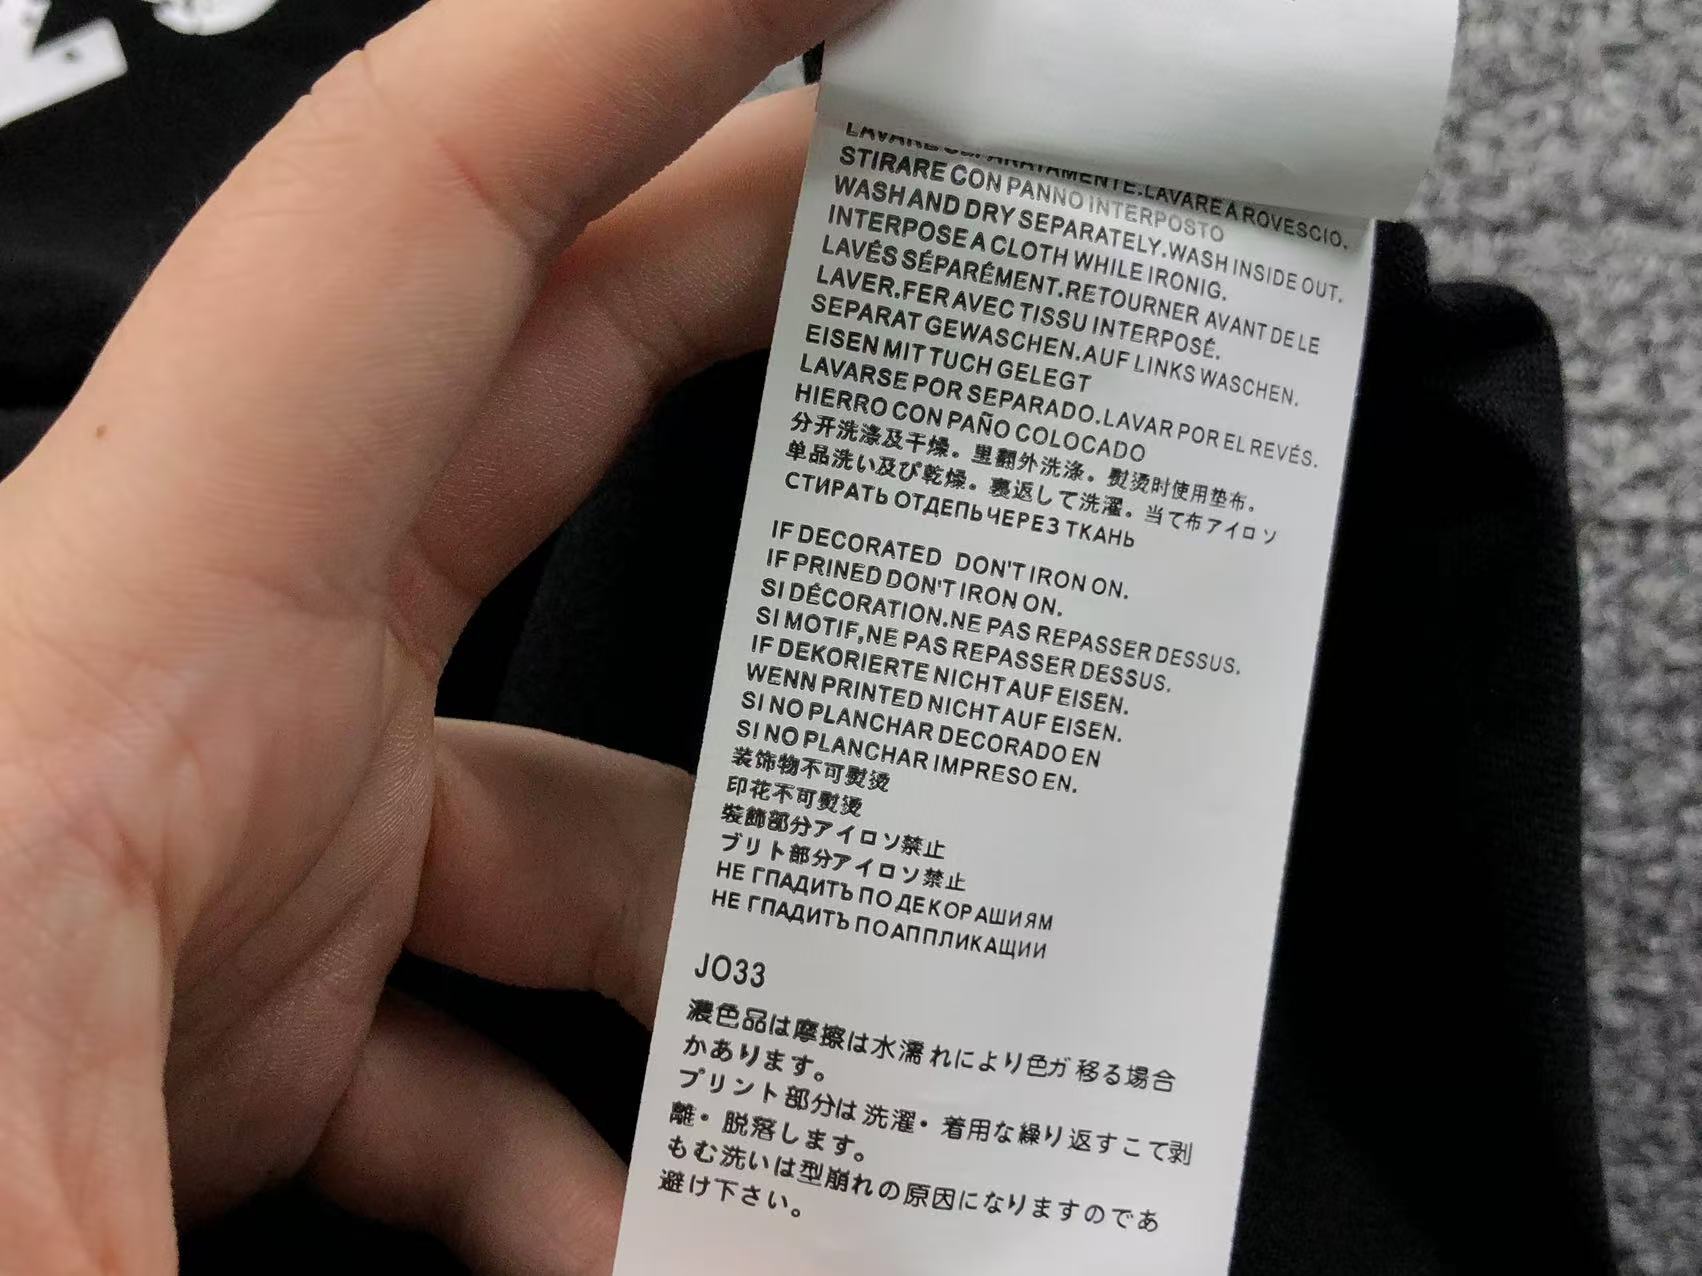 LAVARE SEPARATAMENTE.LAVARE A ROVESCIO.
STIRARE CON PANNO INTERPOSTO
WASH AND DRY SEPARATELY.WASH INSIDE OUT.
INTERPOSE A CLOTH WHILE IRONIG.
LAVÉS SÉPARÉMENT.RETOURNER AVANT DE LE
LAVER.FER AVEC TISSU INTERPOSÉ.
SEPARAT GEWASCHEN.AUF LINKS WASCHEN.
EISEN MIT TUCH GELEGT
LAVARSE POR SEPARADO.LAVAR POR EL REVÉS.
HIERRO CON PAÑO COLOCADO
分开洗涤及干燥。里翻外洗涤。熨烫时使用垫布。
单品洗い及び乾燥。裏返して洗濯。当て布アイロソ
СТИРАТЬ ОТДЕПЬЧЕРЕЗ ТКАНЬ
IF DECORATED DON'T IRON ON.
IF PRINED DON'T IRON ON.
SI DÉCORATION.NE PAS REPASSER DESSUS.
SI MOTIF,NE PAS REPASSER DESSUS.
IF DEKORIERTE NICHT AUF EISEN.
WENN PRINTED NICHT AUF EISEN.
SI NO PLANCHAR DECORADO EN
SI NO PLANCHAR IMPRESO EN.
装饰物不可熨烫
印花不可熨烫
裝飾部分アイロソ禁止
ブリト部分アイロソ禁止
НЕ ГПАДИТЪ ПО ДЕКОРАШИЯМ
НЕ ГПАДИТЪ ПОАППЛИКАЩИИ
JO33
濃色品は摩擦は水濡れにより色が移る場合
かあります。
プリント部分は洗濯・着用な繰り返すこて剥
離・脱落します。
もむ洗いは型崩れの原因になりますのであ
避け下さい。